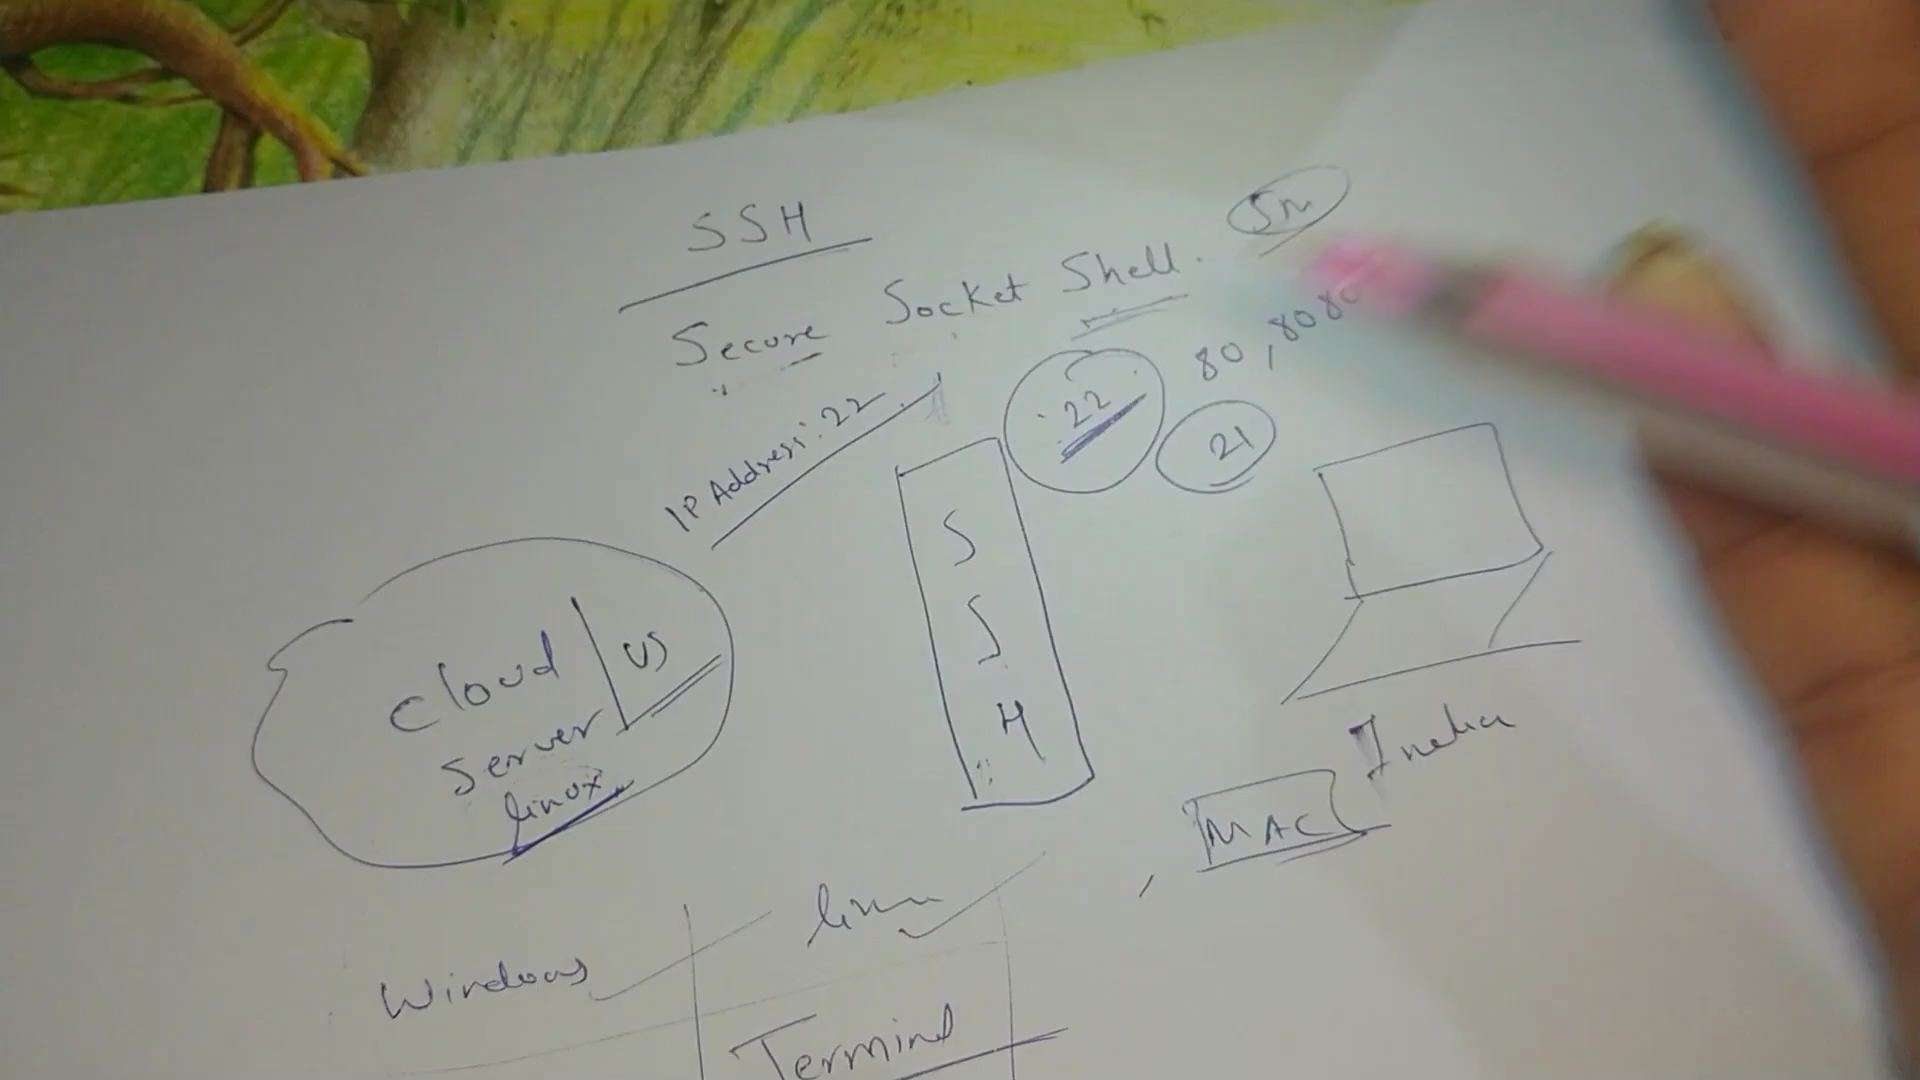 SSH
Secure Socket Shell.
IP Address:22
:22
80, 8080
21
S
S
H
Cloud
US
Server
linux
India
MAC
Windows
Terminal